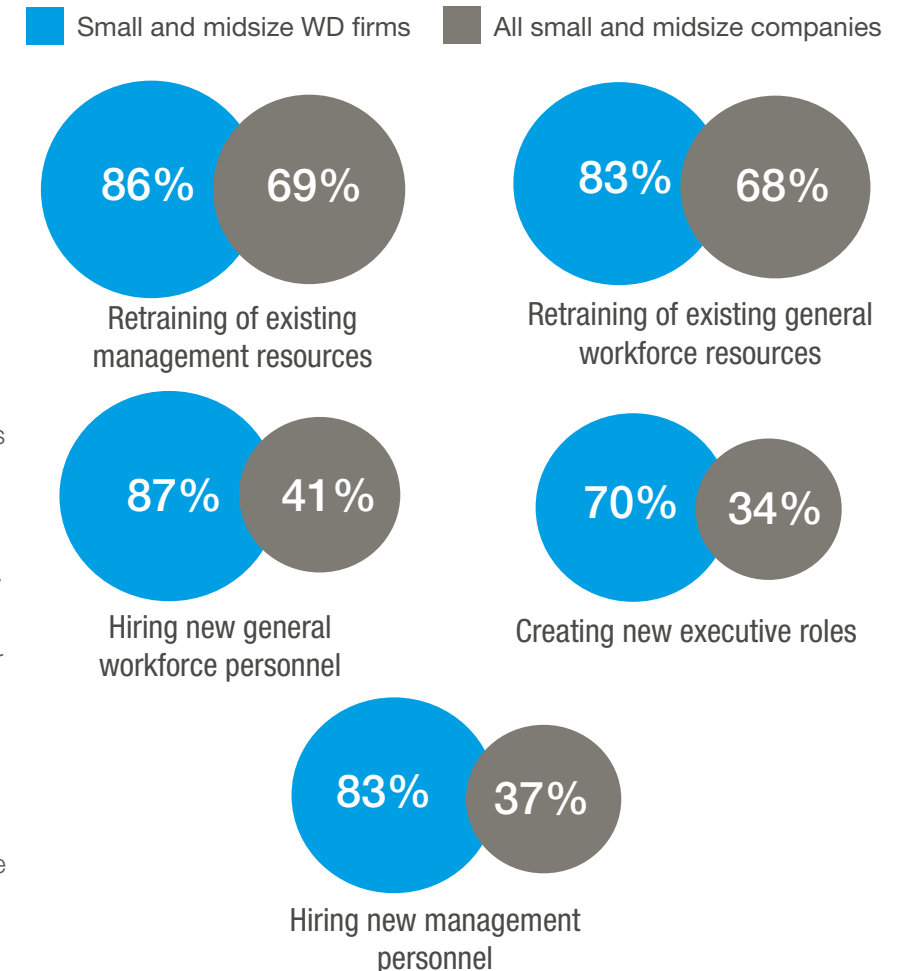 Small and midsize WD firms
All small and midsize companies
86%
69%
Retraining of existing
management resources
83%
68%
Retraining of existing general
workforce resources
87%
41%
Hiring new general
workforce personnel
70%
34%
Creating new executive roles
83%
37%
Hiring new management
personnel